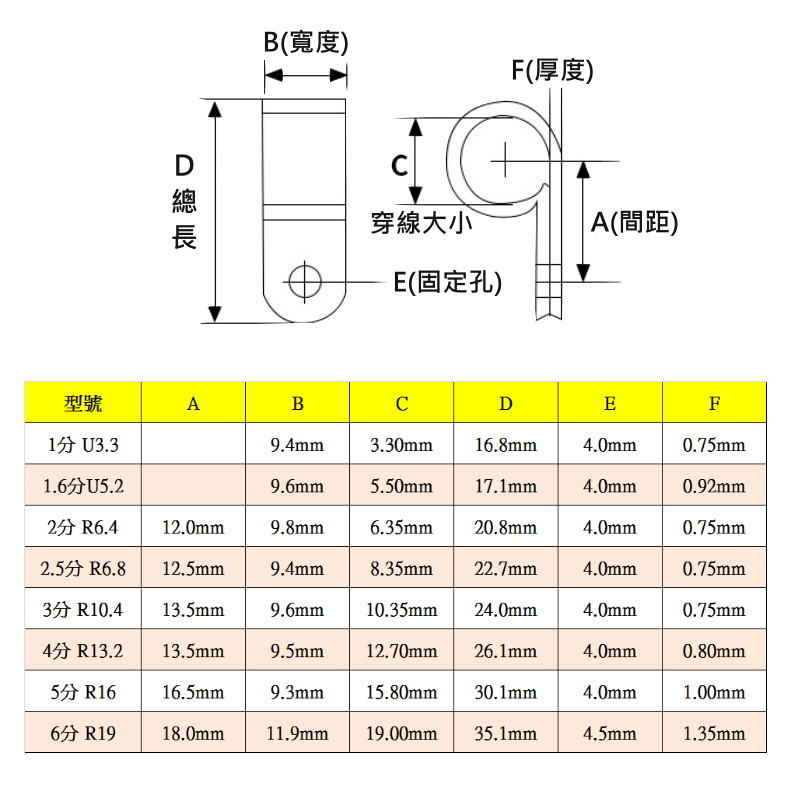 B(寬度)
F(厚度)
D
總
長
C
穿線大小
A(間距)
E(固定孔)
型號 A B C D E F
1分 U3.3 9.4mm 3.30mm 16.8mm 4.0mm 0.75mm
1.6分U5.2 9.6mm 5.50mm 17.1mm 4.0mm 0.92mm
2分 R6.4 12.0mm 9.8mm 6.35mm 20.8mm 4.0mm 0.75mm
2.5分 R6.8 12.5mm 9.4mm 8.35mm 22.7mm 4.0mm 0.75mm
3分 R10.4 13.5mm 9.6mm 10.35mm 24.0mm 4.0mm 0.75mm
4分 R13.2 13.5mm 9.5mm 12.70mm 26.1mm 4.0mm 0.80mm
5分 R16 16.5mm 9.3mm 15.80mm 30.1mm 4.0mm 1.00mm
6分 R19 18.0mm 11.9mm 19.00mm 35.1mm 4.5mm 1.35mm